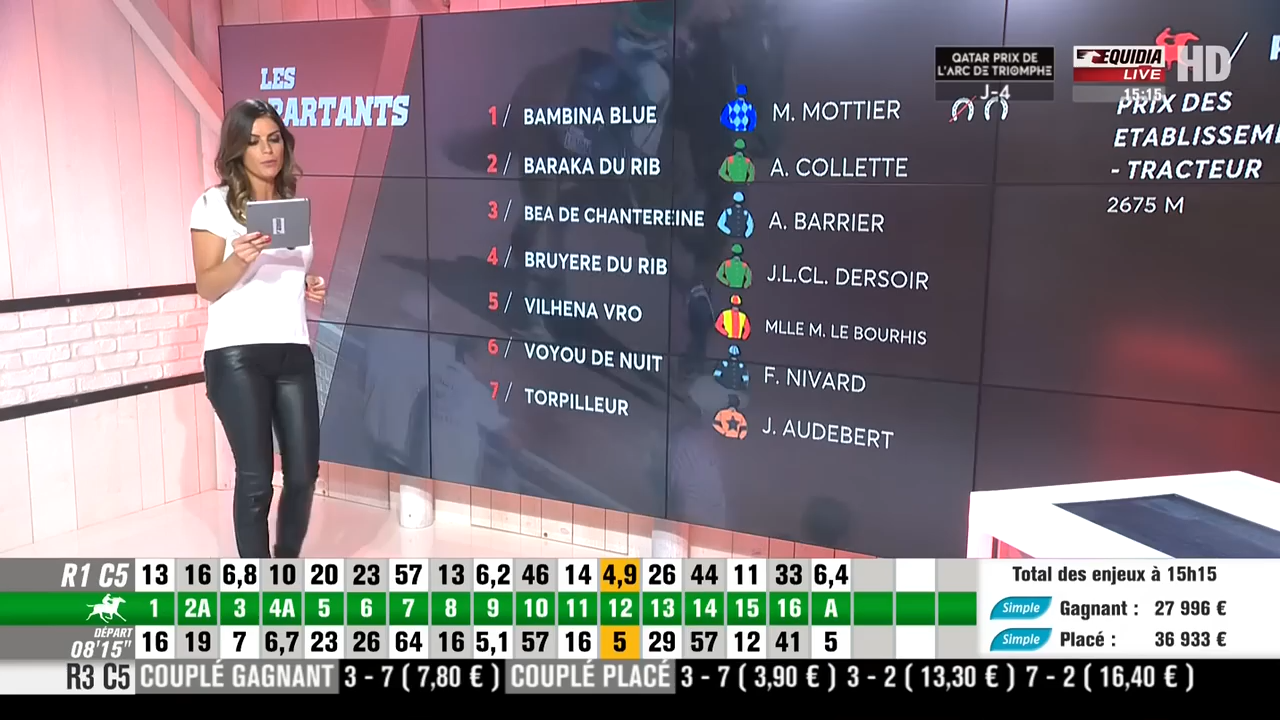 LES
PARTANTS
1 / BAMBINA BLUE M. MOTTIER
2 / BARAKA DU RIB A. COLLETTE
3 / BEA DE CHANTEREINE A. BARRIER
4 / BRUYERE DU RIB J.L.CL. DERSOIR
5 / VILHENA VRO MLLE M. LE BOURHIS
6 / VOYOU DE NUIT F. NIVARD
7 / TORPILLEUR J. AUDEBERT
QATAR PRIX DE
L'ARC DE TRIOMPHE
J-4
EQUIDIA
LIVE HD
15:15
PRIX DES
ETABLISSEM
- TRACTEUR
2675 M
R1 C5 13 16 6,8 10 20 23 57 13 6,2 46 14 4,9 26 44 11 33 6,4
1 2A 3 4A 5 6 7 8 9 10 11 12 13 14 15 16 A
DÉPART
08'15" 16 19 7 6,7 23 26 64 16 5,1 57 16 5 29 57 12 41 5
Total des enjeux à 15h15
Simple Gagnant : 27 996 €
Simple Placé : 36 933 €
R3 C5 COUPLÉ GAGNANT 3 - 7 ( 7,80 € ) COUPLÉ PLACÉ 3 - 7 ( 3,90 € ) 3 - 2 ( 13,30 € ) 7 - 2 ( 16,40 € )